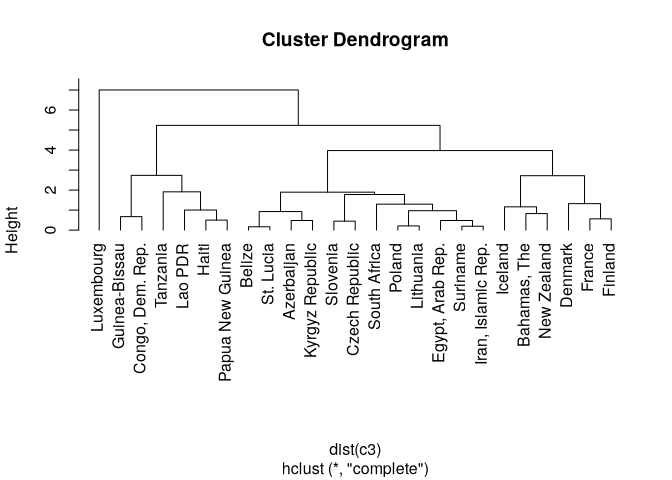 Cluster Dendrogram
Height
6
4
2
0
Luxembourg
Guinea-Bissau
Congo, Dem. Rep.
Tanzania
Lao PDR
Haiti
Papua New Guinea
Belize
St. Lucia
Azerbaijan
Kyrgyz Republic
Slovenia
Czech Republic
South Africa
Poland
Lithuania
Egypt, Arab Rep.
Suriname
Iran, Islamic Rep.
Iceland
Bahamas, The
New Zealand
Denmark
France
Finland
dist(c3)
hclust (*, "complete")